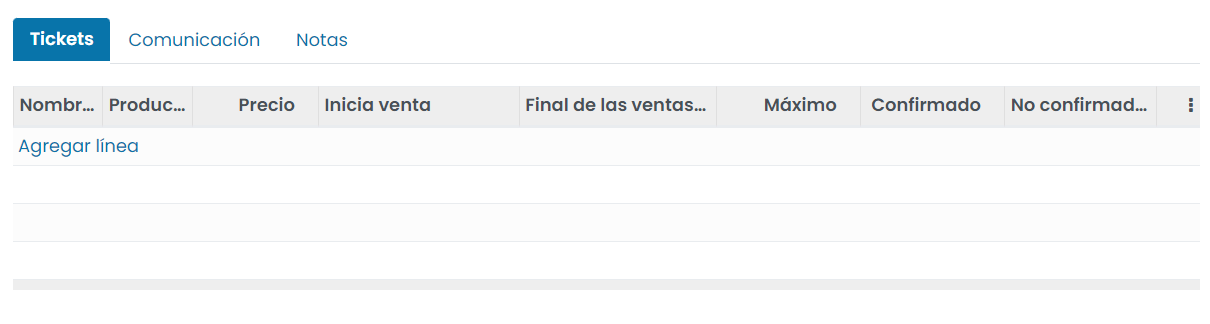 Tickets Comunicación Notas
Nombr... Produc... Precio Inicia venta Final de las ventas... Máximo Confirmado No confirmad...
Agregar línea